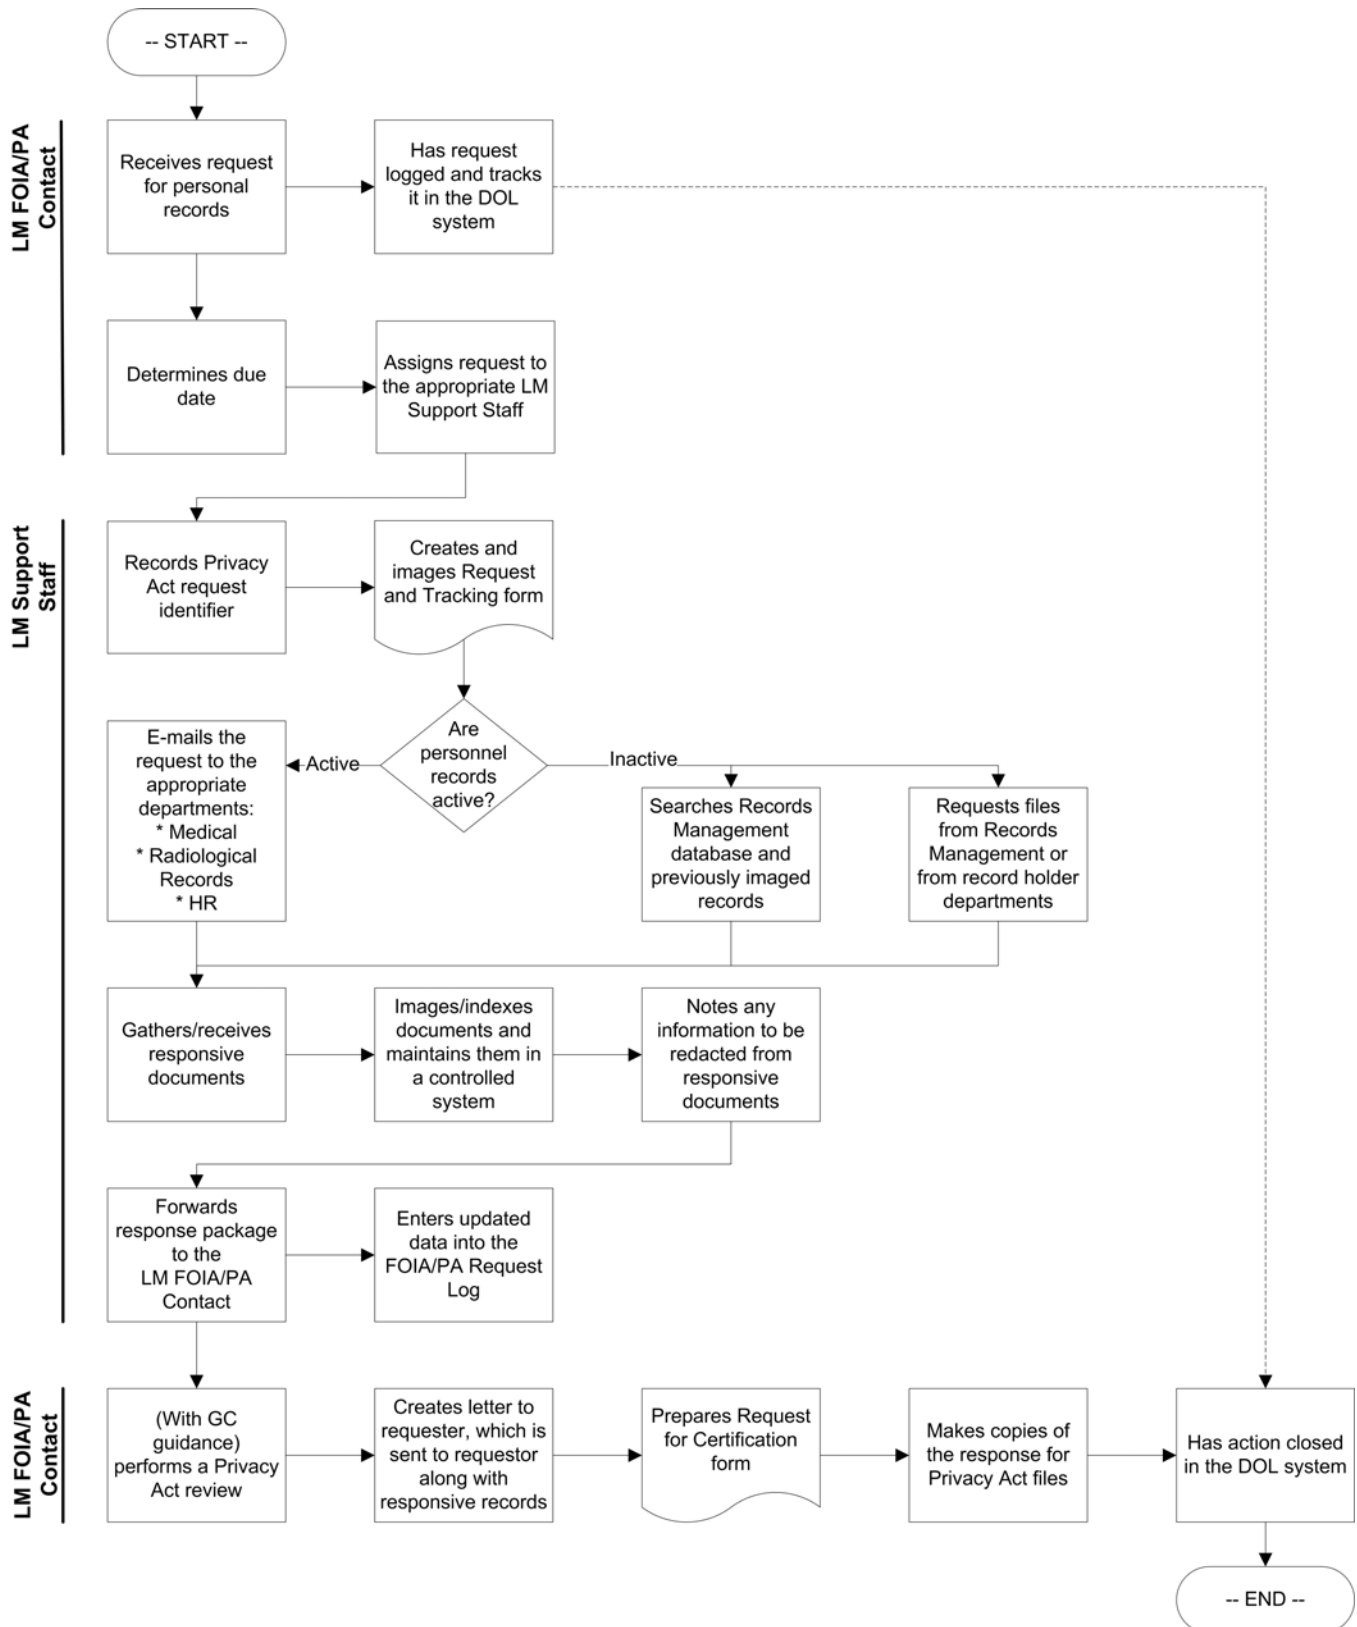 -- START --
LM FOIA/PA
Contact
Receives request
for personal
records
Has request
logged and tracks
it in the DOL
system
Determines due
date
Assigns request to
the appropriate LM
Support Staff
LM Support
Staff
Records Privacy
Act request
identifier
Creates and
images Request
and Tracking form
Are
personnel
records
active?
Active
Inactive
E-mails the
request to the
appropriate
departments:
* Medical
* Radiological
Records
* HR
Searches Records
Management
database and
previously imaged
records
Requests files
from Records
Management or
from record holder
departments
Gathers/receives
responsive
documents
Images/indexes
documents and
maintains them in
a controlled
system
Notes any
information to be
redacted from
responsive
documents
Forwards
response package
to the
LM FOIA/PA
Contact
Enters updated
data into the
FOIA/PA Request
Log
LM FOIA/PA
Contact
(With GC
guidance)
performs a Privacy
Act review
Creates letter to
requester, which is
sent to requestor
along with
responsive records
Prepares Request
for Certification
form
Makes copies of
the response for
Privacy Act files
Has action closed
in the DOL system
-- END --